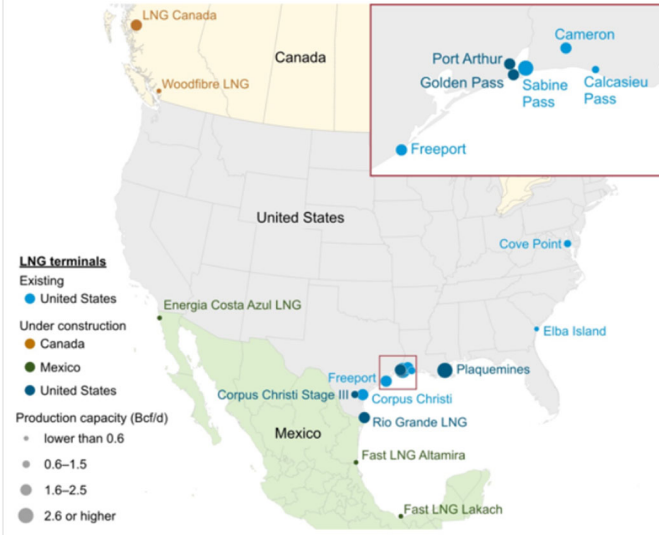 LNG Canada
Canada
Woodfibre LNG
Cameron
Port Arthur
Golden Pass
Sabine
Pass
Calcasieu
Pass
Freeport
United States
Cove Point
LNG terminals
Existing
United States
Under construction
Canada
Mexico
United States
Production capacity (Bcf/d)
lower than 0.6
0.6–1.5
1.6–2.5
2.6 or higher
Energia Costa Azul LNG
Elba Island
Freeport
Plaquemines
Corpus Christi Stage III
Corpus Christi
Rio Grande LNG
Mexico
Fast LNG Altamira
Fast LNG Lakach